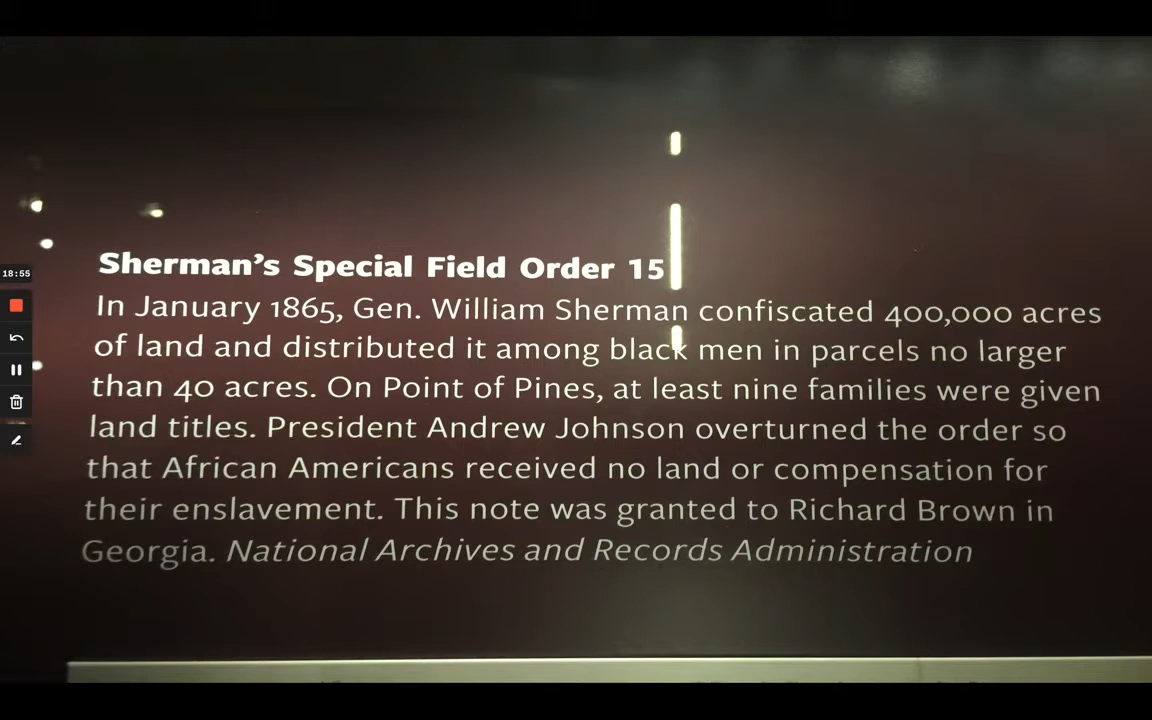 Sherman's Special Field Order 15
In January 1865, Gen. William Sherman confiscated 400,000 acres
of land and distributed it among black men in parcels no larger
than 40 acres. On Point of Pines, at least nine families were given
land titles. President Andrew Johnson overturned the order so
that African Americans received no land or compensation for
their enslavement. This note was granted to Richard Brown in
Georgia. National Archives and Records Administration
18:55